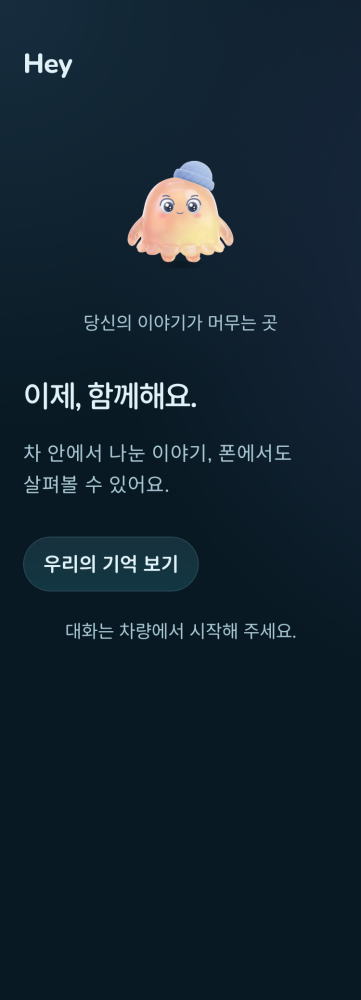 Hey
당신의 이야기가 머무는 곳
이제, 함께해요.
차 안에서 나눈 이야기, 폰에서도
살펴볼 수 있어요.
우리의 기억 보기
대화는 차량에서 시작해 주세요.